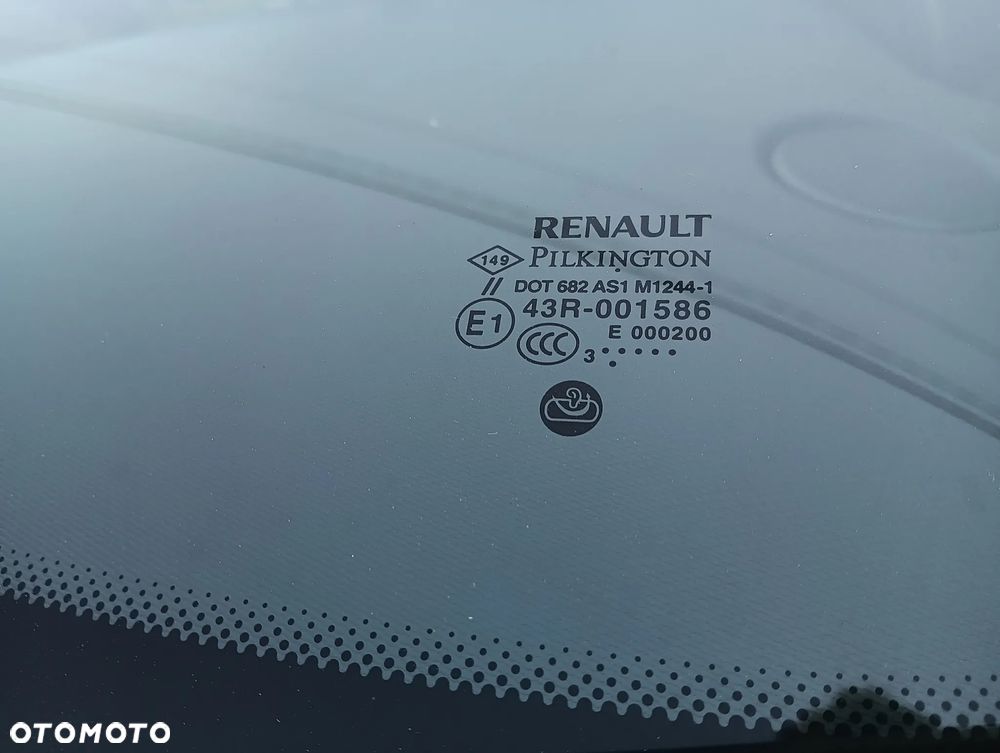 RENAULT
149 PILKINGTON
// DOT 682 AS1 M1244-1
E1 43R-001586
E 000200
CCC 3
OTOMOTO